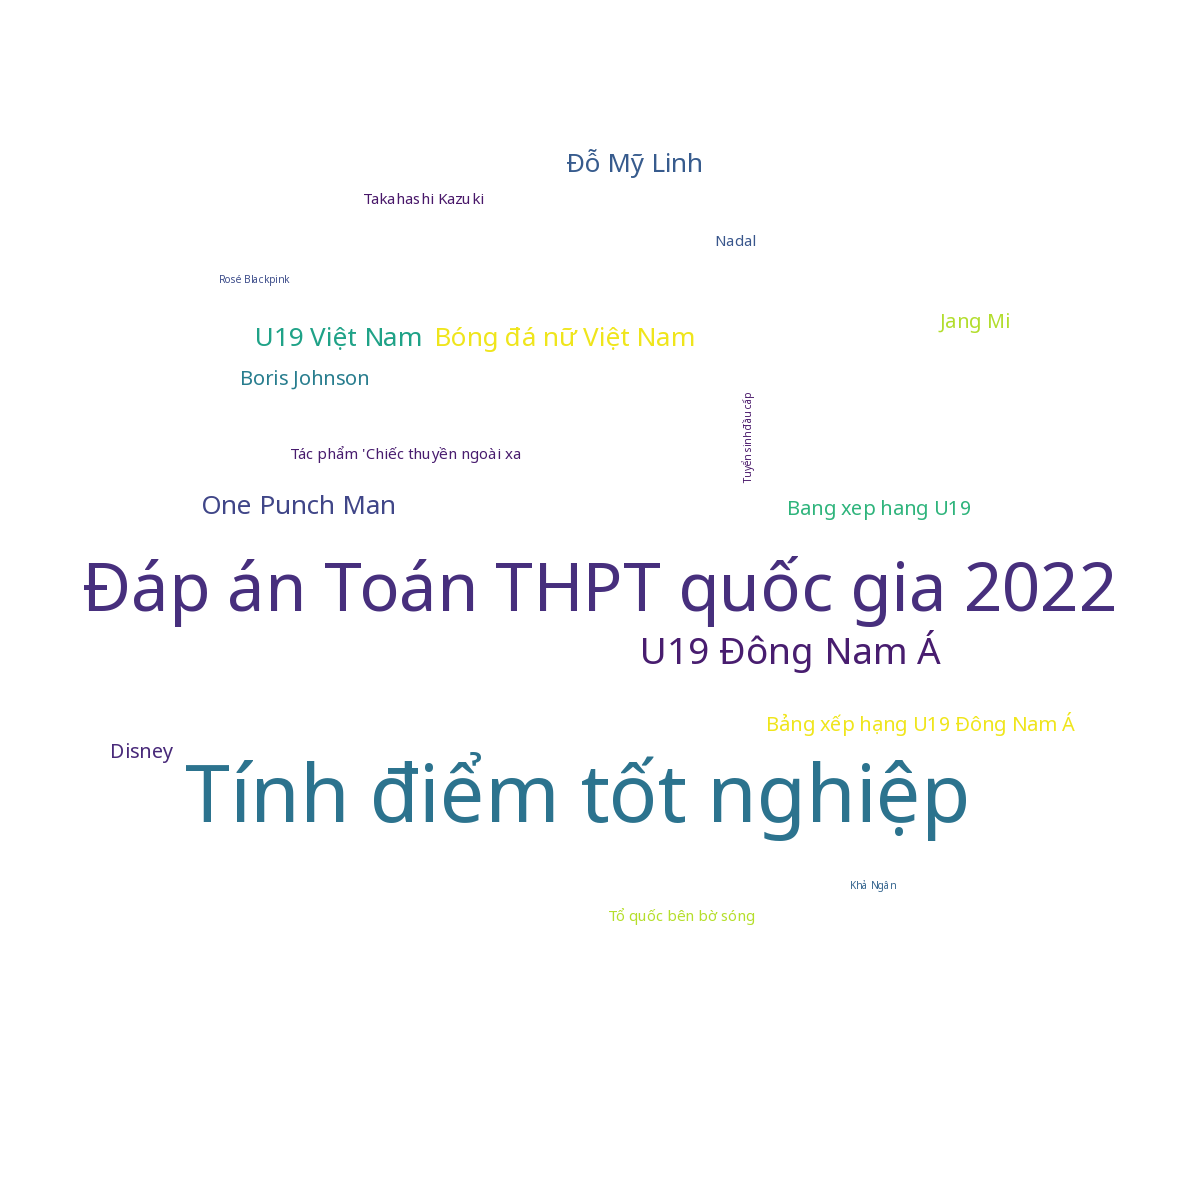 Đỗ Mỹ Linh
Takahashi Kazuki
Nadal
Rosé Blackpink
Jang Mi
U19 Việt Nam
Bóng đá nữ Việt Nam
Boris Johnson
Tuyển sinh đầu cấp
Tác phẩm 'Chiếc thuyền ngoài xa
One Punch Man
Bang xep hang U19
Đáp án Toán THPT quốc gia 2022
U19 Đông Nam Á
Bảng xếp hạng U19 Đông Nam Á
Disney
Tính điểm tốt nghiệp
Khả Ngân
Tổ quốc bên bờ sóng